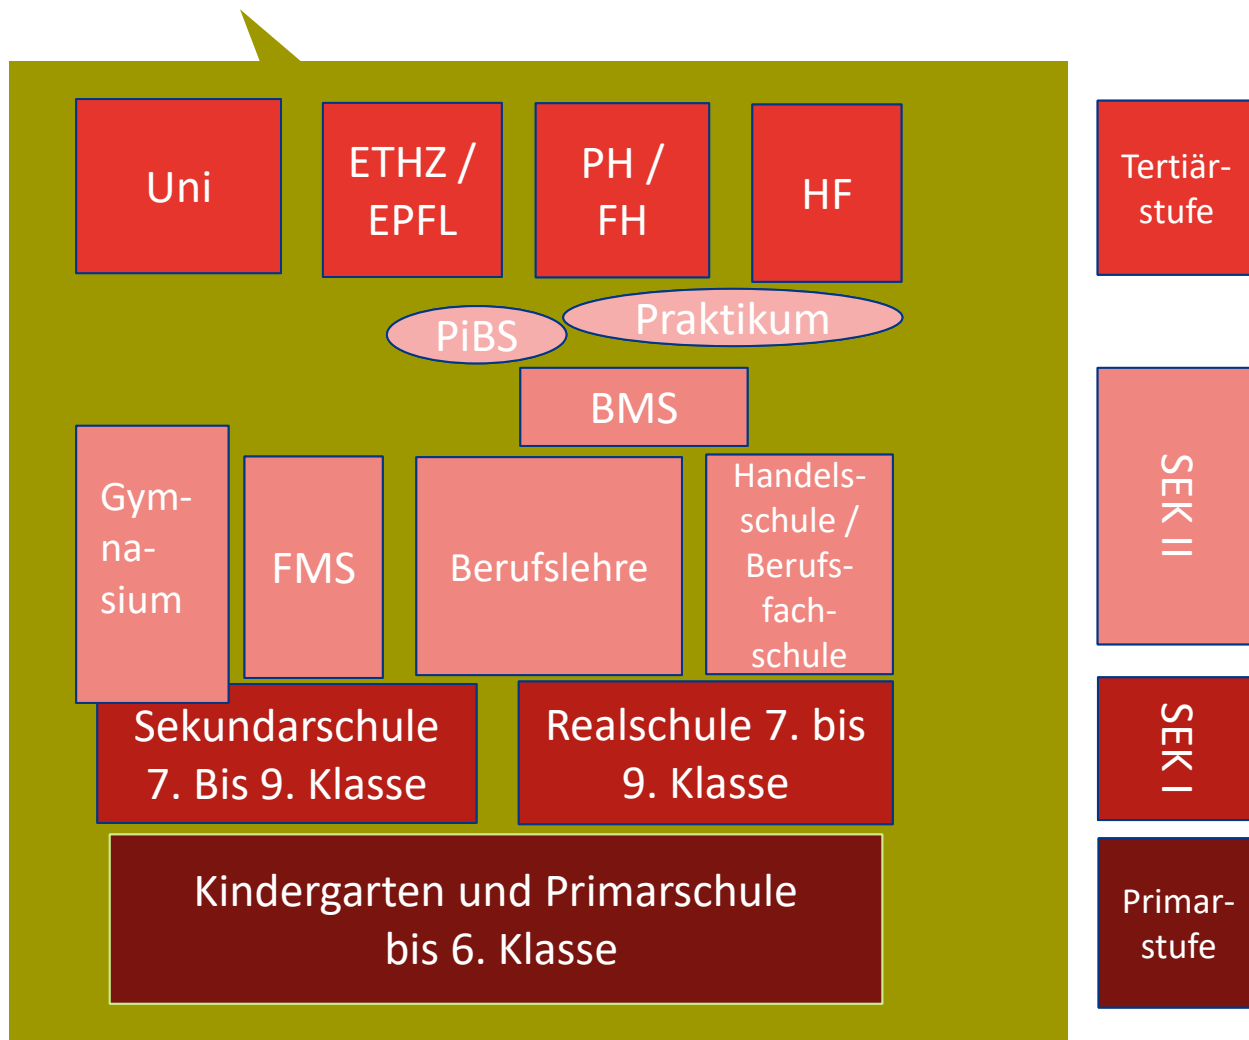 Uni
ETHZ /
EPFL
PH /
FH
HF
Tertiär-
stufe
PiBS
Praktikum
BMS
Gym-
na-
sium
FMS
Berufslehre
Handels-
schule /
Berufs-
fach-
schule
SEK II
Sekundarschule
7. Bis 9. Klasse
Realschule 7. bis
9. Klasse
SEK I
Kindergarten und Primarschule
bis 6. Klasse
Primar-
stufe